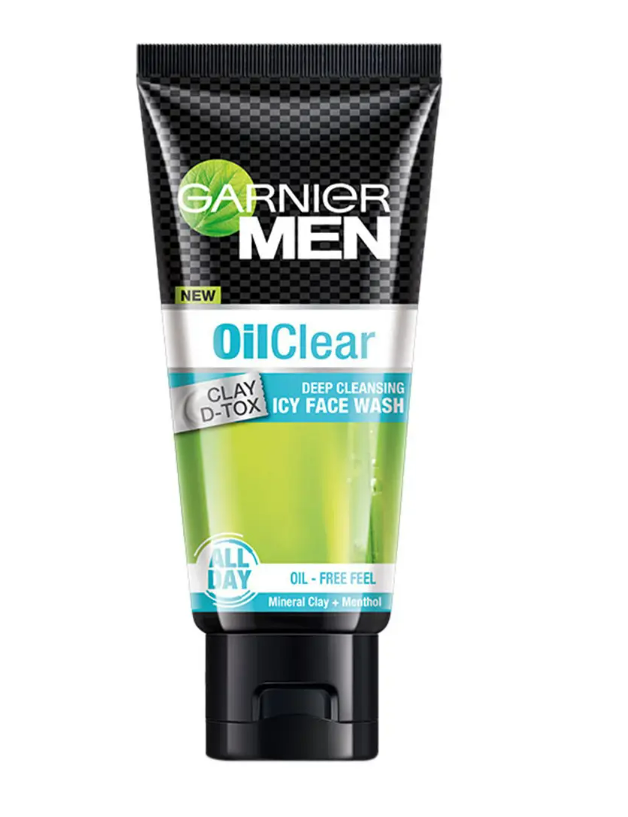 GARNIER
MEN
NEW
OilClear
CLAY
D-TOX
DEEP CLEANSING
ICY FACE WASH
ALL
DAY
OIL - FREE FEEL
Mineral Clay + Menthol